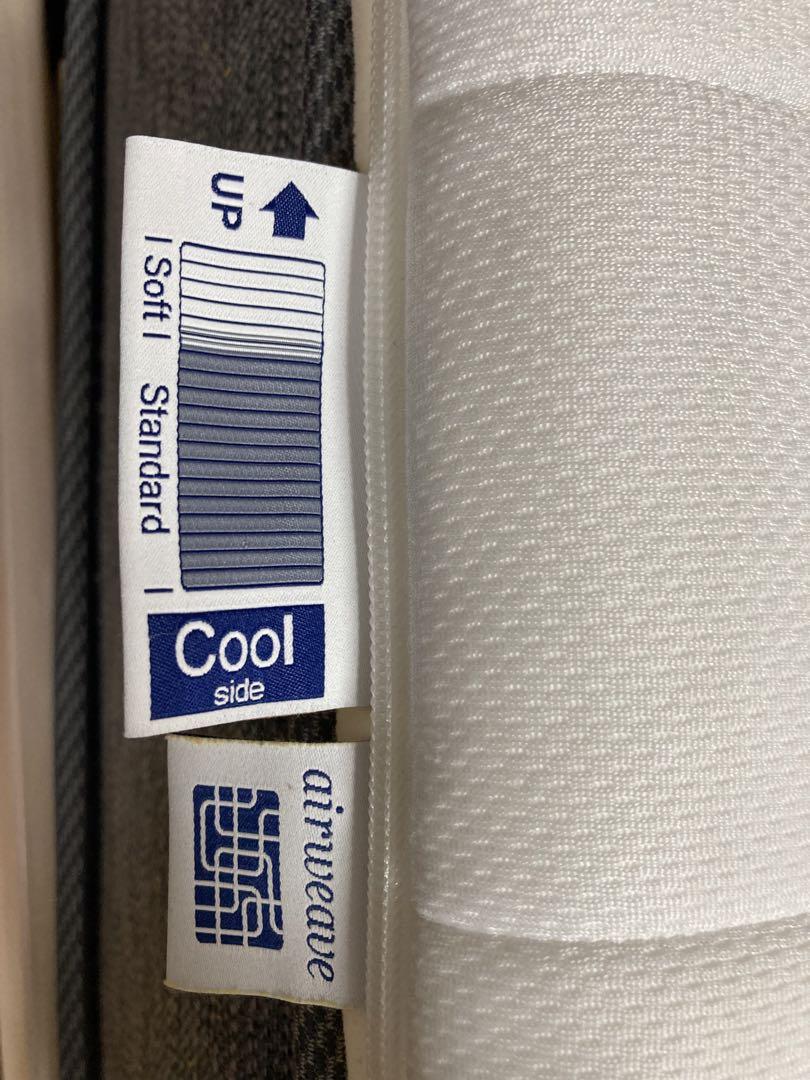 UP
| Soft | Standard |
Cool
side
airweave